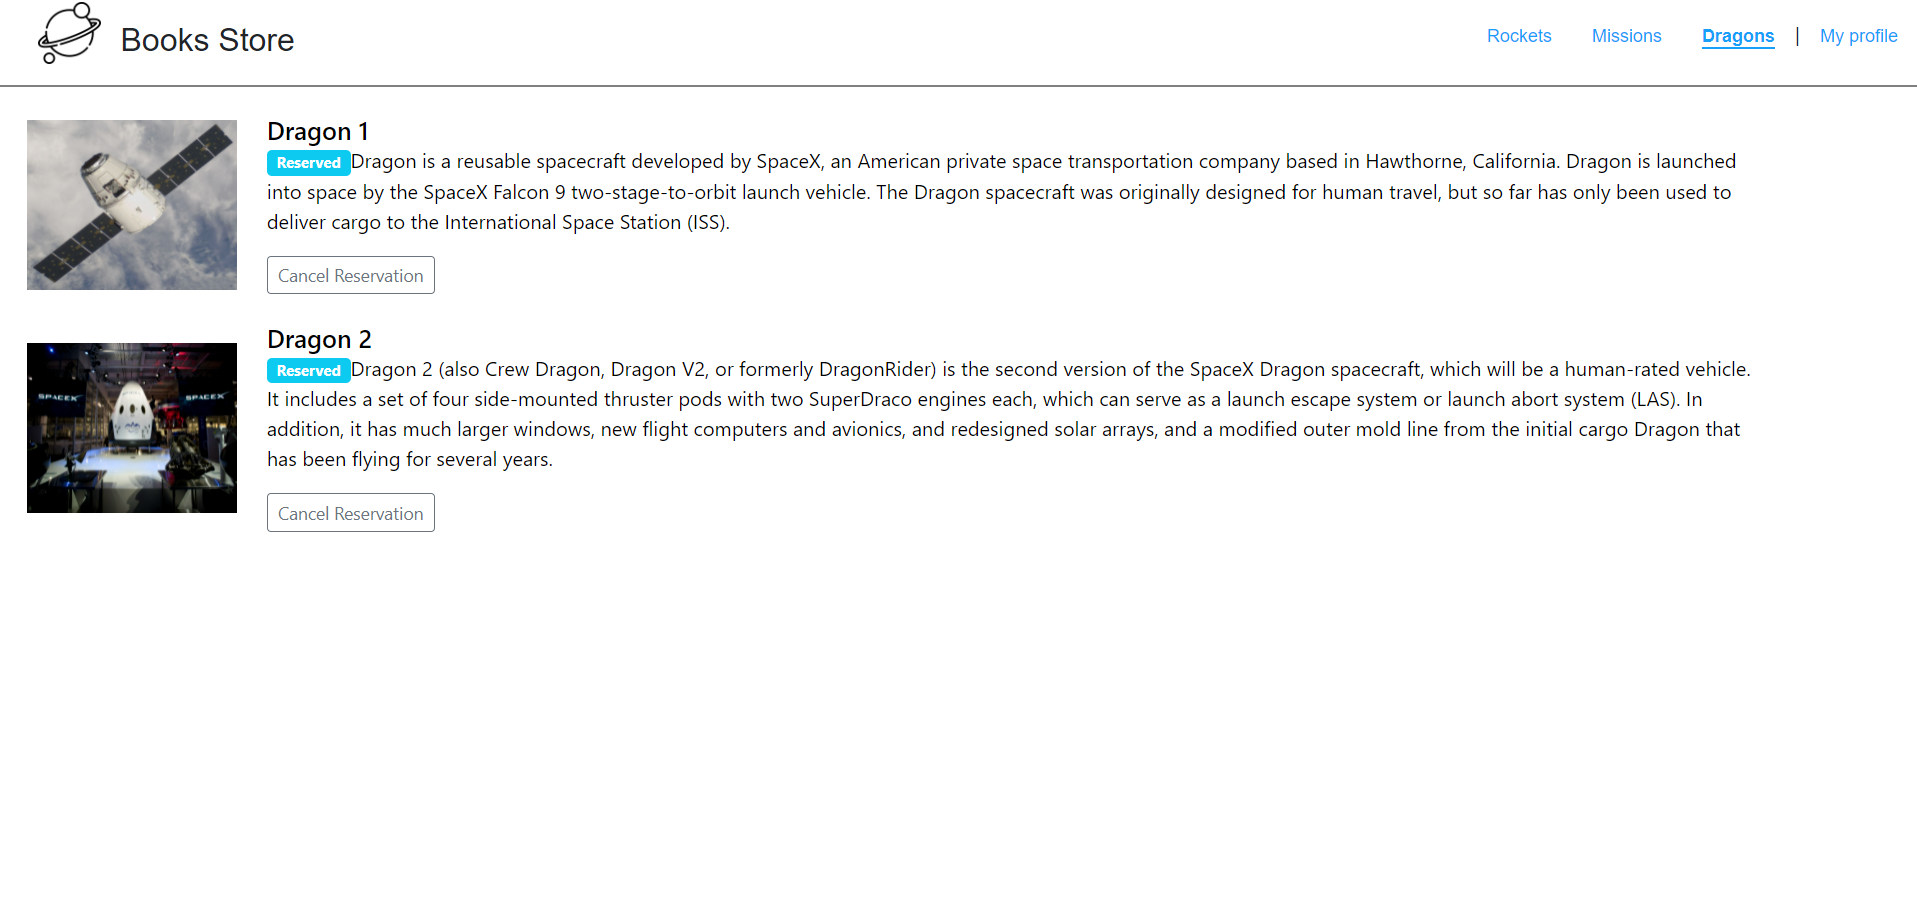 Books Store
Rockets Missions Dragons | My profile
Dragon 1
Reserved Dragon is a reusable spacecraft developed by SpaceX, an American private space transportation company based in Hawthorne, California. Dragon is launched
into space by the SpaceX Falcon 9 two-stage-to-orbit launch vehicle. The Dragon spacecraft was originally designed for human travel, but so far has only been used to
deliver cargo to the International Space Station (ISS).
Cancel Reservation
SPACEX SPACEX
Dragon 2
Reserved Dragon 2 (also Crew Dragon, Dragon V2, or formerly DragonRider) is the second version of the SpaceX Dragon spacecraft, which will be a human-rated vehicle.
It includes a set of four side-mounted thruster pods with two SuperDraco engines each, which can serve as a launch escape system or launch abort system (LAS). In
addition, it has much larger windows, new flight computers and avionics, and redesigned solar arrays, and a modified outer mold line from the initial cargo Dragon that
has been flying for several years.
Cancel Reservation